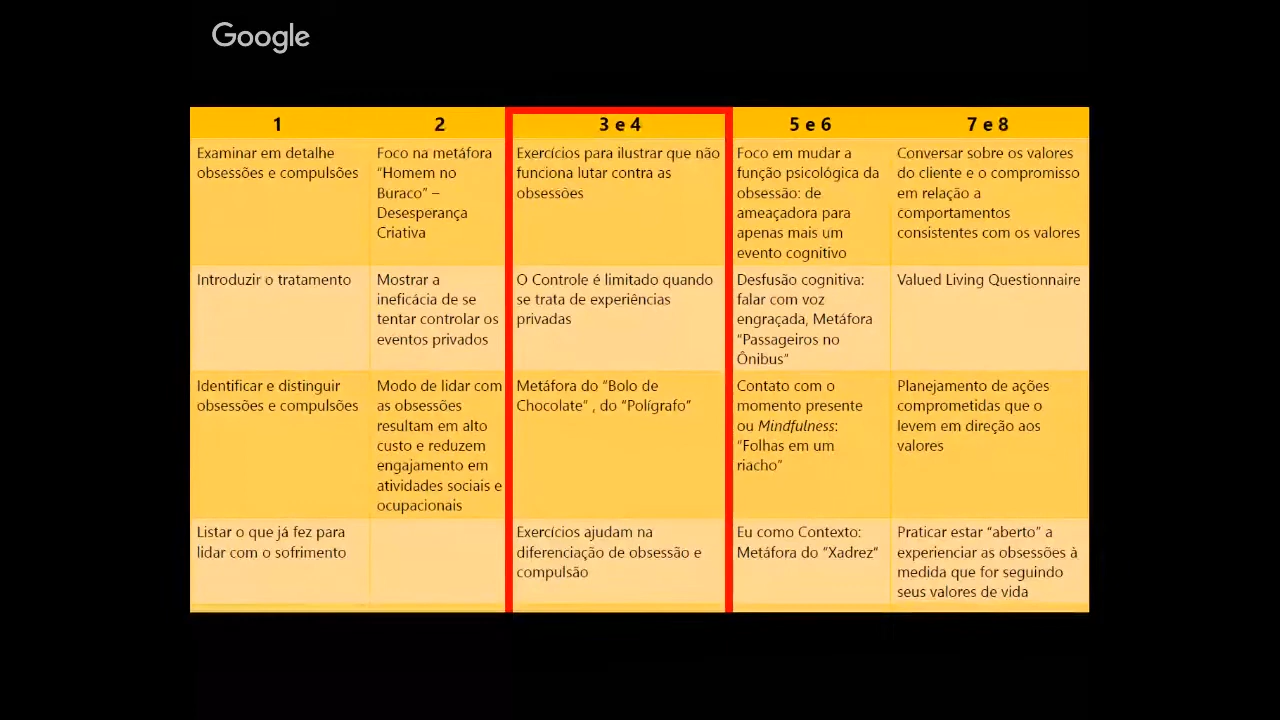 Google
1
2
3 e 4
5 e 6
7 e 8
Examinar em detalhe
obsessões e compulsões
Foco na metáfora
“Homem no
Buraco” –
Desesperança
Criativa
Exercícios para ilustrar que não
funciona lutar contra as
obsessões
Foco em mudar a
função psicológica da
obsessão: de
ameaçadora para
apenas mais um
evento cognitivo
Conversar sobre os valores
do cliente e o compromisso
em relação a
comportamentos
consistentes com os valores
Introduzir o tratamento
Mostrar a
ineficácia de se
tentar controlar os
eventos privados
O Controle é limitado quando
se trata de experiências
privadas
Desfusão cognitiva:
falar com voz
engraçada, Metáfora
“Passageiros no
Ônibus”
Valued Living Questionnaire
Identificar e distinguir
obsessões e compulsões
Modo de lidar com
as obsessões
resultam em alto
custo e reduzem
engajamento em
atividades sociais e
ocupacionais
Metáfora do “Bolo de
Chocolate” , do “Polígrafo”
Contato com o
momento presente
ou Mindfulness:
“Folhas em um
riacho”
Planejamento de ações
comprometidas que o
levem em direção aos
valores
Listar o que já fez para
lidar com o sofrimento
Exercícios ajudam na
diferenciação de obsessão e
compulsão
Eu como Contexto:
Metáfora do “Xadrez”
Praticar estar “aberto” a
experienciar as obsessões à
medida que for seguindo
seus valores de vida